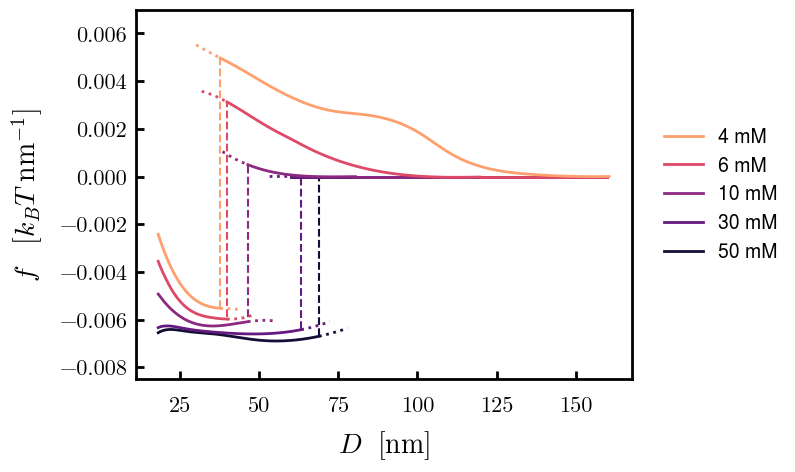 0.006
0.004
0.002
0.000
−0.002
−0.004
−0.006
−0.008
f [k_BT nm⁻¹]
25 50 75 100 125 150
D [nm]
4 mM
6 mM
10 mM
30 mM
50 mM